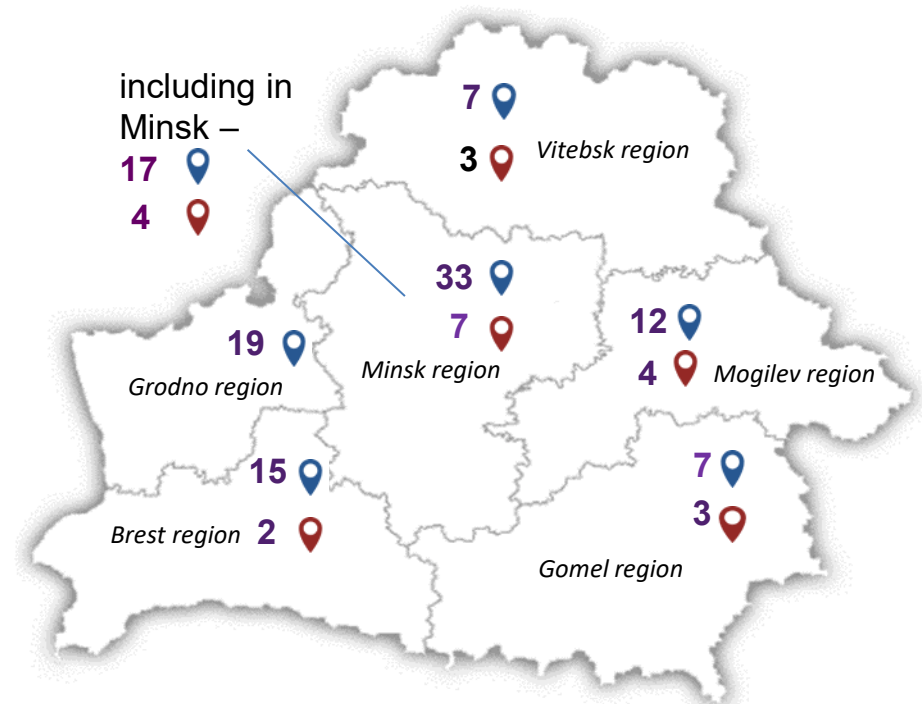 including in
Minsk –
17
4
7
3
Vitebsk region
33
7
Minsk region
12
4
Mogilev region
19
Grodno region
15
Brest region 2
7
3
Gomel region